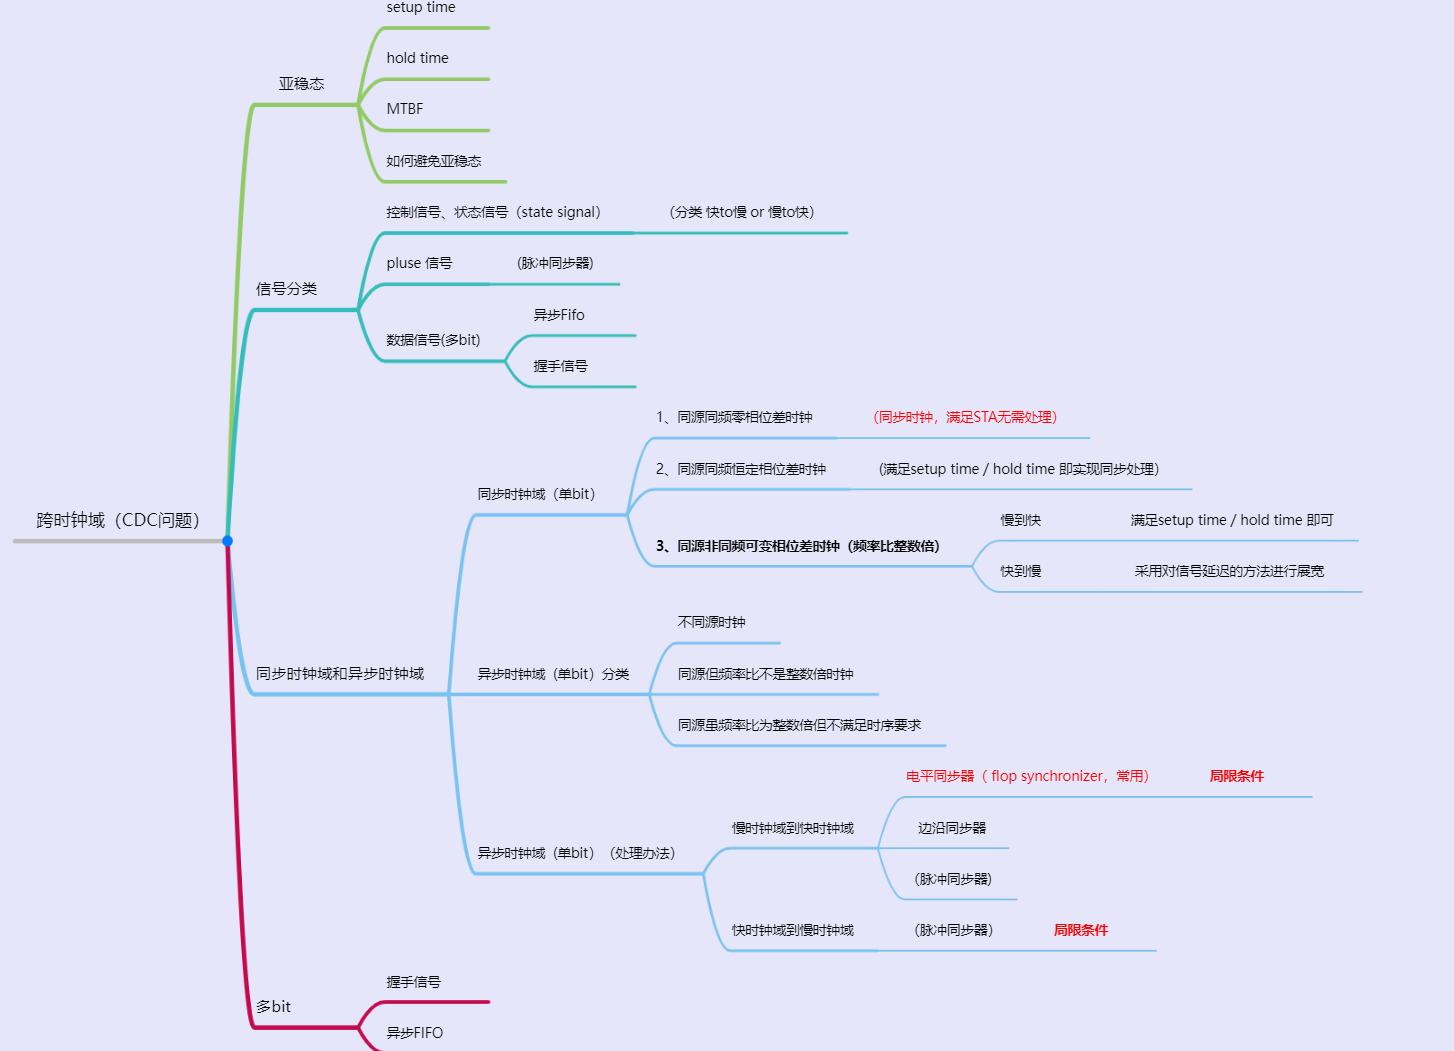 setup time
hold time
亚稳态
MTBF
如何避免亚稳态
控制信号、状态信号（state signal） （分类 快to慢 or 慢to快）
pluse 信号 （脉冲同步器）
信号分类
异步Fifo
数据信号(多bit)
握手信号
1、同源同频零相位差时钟 （同步时钟，满足STA无需处理）
2、同源同频恒定相位差时钟 （满足setup time / hold time 即实现同步处理）
同步时钟域（单bit）
慢到快 满足setup time / hold time 即可
3、同源非同频可变相位差时钟（频率比整数倍）
快到慢 采用对信号延迟的方法进行展宽
跨时钟域（CDC问题）
不同源时钟
同步时钟域和异步时钟域
异步时钟域（单bit）分类
同源但频率比不是整数倍时钟
同源虽频率比为整数倍但不满足时序要求
电平同步器（ flop synchronizer，常用） 局限条件
慢时钟域到快时钟域
边沿同步器
异步时钟域（单bit）（处理办法）
（脉冲同步器)
快时钟域到慢时钟域 （脉冲同步器） 局限条件
握手信号
多bit
异步FIFO